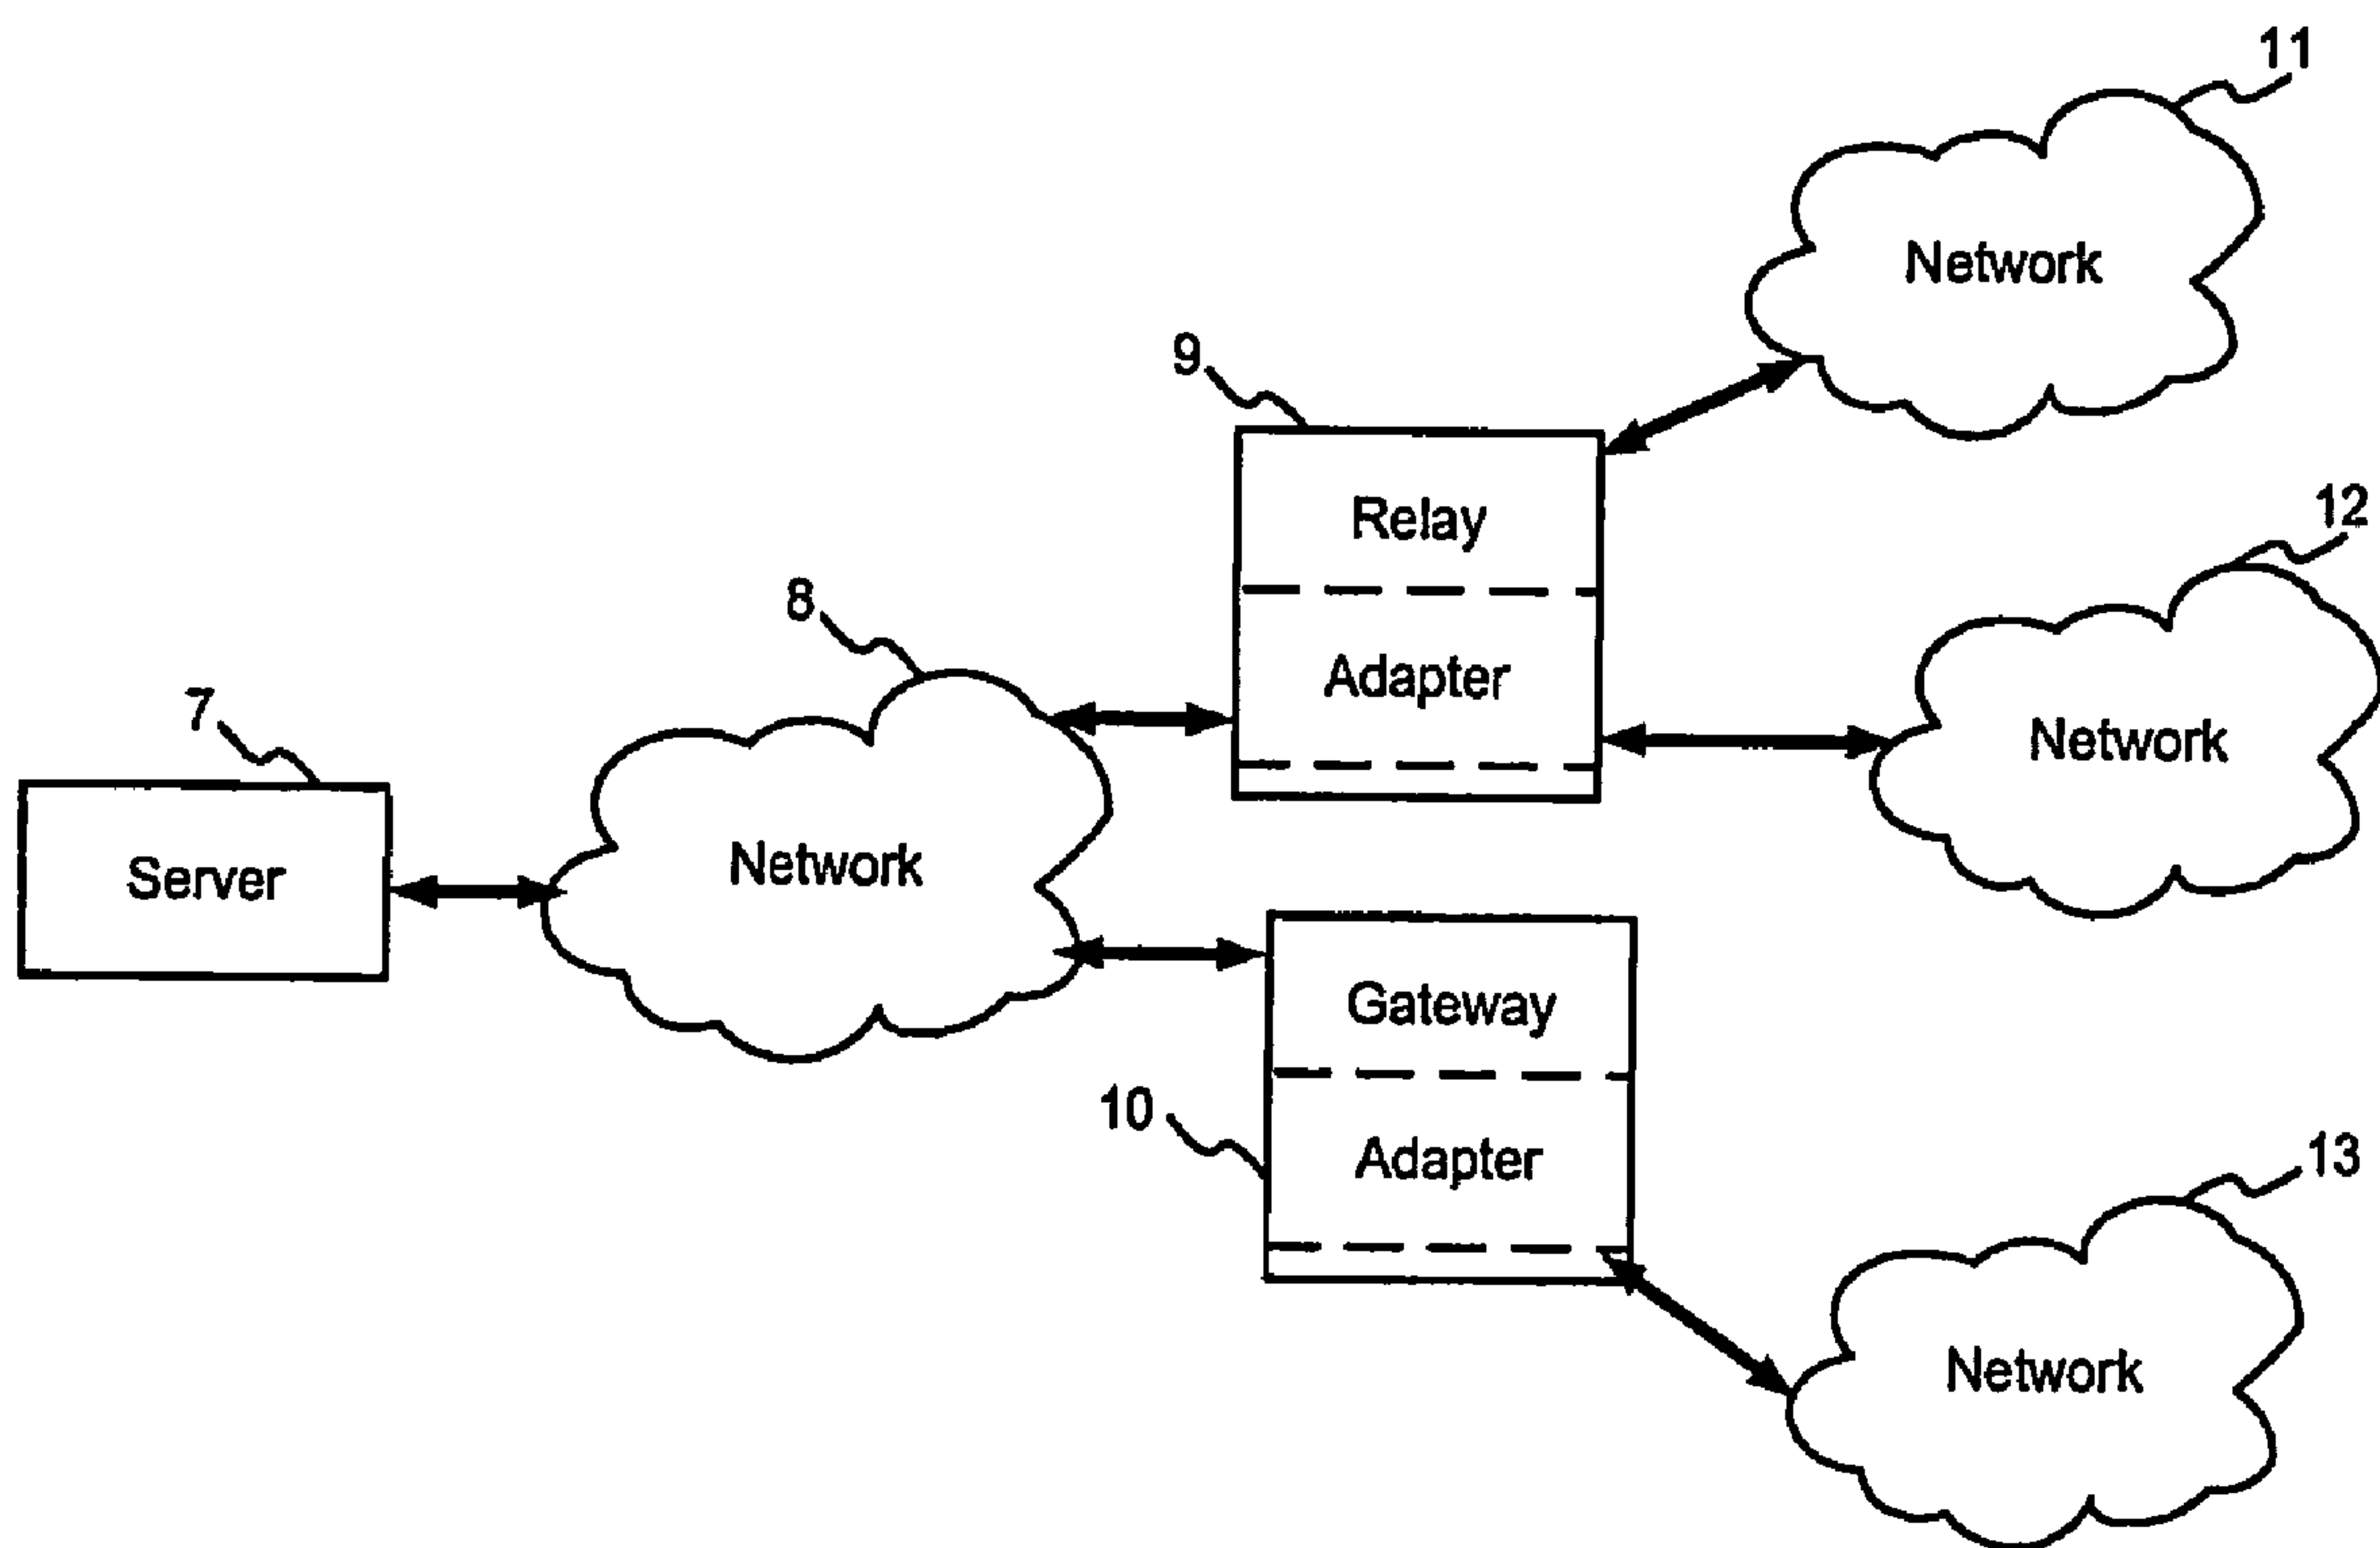 11
Network
9
12
Relay
8
Adapter
7
Network
Network
Server
Gateway
10
Adapter
13
Network